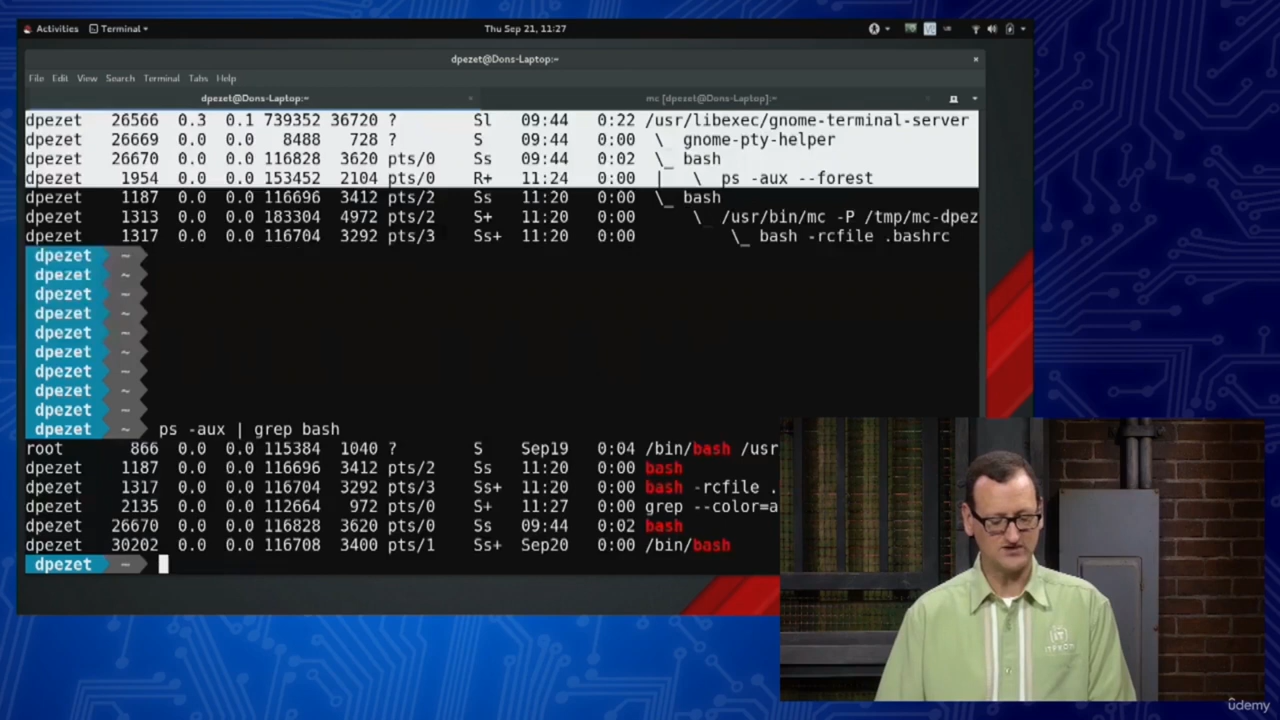 Activities Terminal Thu Sep 21, 11:27
dpezet@Dons-Laptop:~
File Edit View Search Terminal Tabs Help
dpezet@Dons-Laptop:~ mc [dpezet@Dons-Laptop]:~
dpezet 26566 0.3 0.1 739352 36720 ? Sl 09:44 0:22 /usr/libexec/gnome-terminal-server
dpezet 26669 0.0 0.0 8488 728 ? S 09:44 0:00 \_ gnome-pty-helper
dpezet 26670 0.0 0.0 116828 3620 pts/0 Ss 09:44 0:02 \_ bash
dpezet 1954 0.0 0.0 153452 2104 pts/0 R+ 11:24 0:00 | \_ ps -aux --forest
dpezet 1187 0.0 0.0 116696 3412 pts/2 Ss 11:20 0:00 \_ bash
dpezet 1313 0.0 0.0 183304 4972 pts/2 S+ 11:20 0:00 \_ /usr/bin/mc -P /tmp/mc-dpez
dpezet 1317 0.0 0.0 116704 3292 pts/3 Ss+ 11:20 0:00 \_ bash -rcfile .bashrc
dpezet ~
dpezet ~
dpezet ~
dpezet ~
dpezet ~
dpezet ~
dpezet ~
dpezet ~
dpezet ~
dpezet ~ ps -aux | grep bash
root 866 0.0 0.0 115384 1040 ? S Sep19 0:04 /bin/bash /usr
dpezet 1187 0.0 0.0 116696 3412 pts/2 Ss 11:20 0:00 bash
dpezet 1317 0.0 0.0 116704 3292 pts/3 Ss+ 11:20 0:00 bash -rcfile .
dpezet 2135 0.0 0.0 112664 972 pts/0 S+ 11:27 0:00 grep --color=a
dpezet 26670 0.0 0.0 116828 3620 pts/0 Ss 09:44 0:02 bash
dpezet 30202 0.0 0.0 116708 3400 pts/1 Ss+ Sep20 0:00 /bin/bash
dpezet ~
udemy